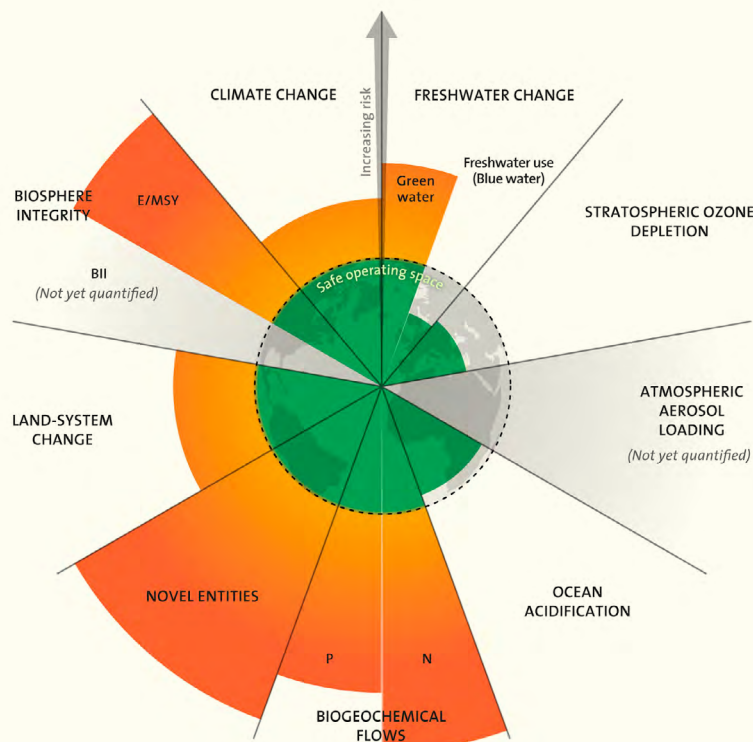 CLIMATE CHANGE
Increasing risk
FRESHWATER CHANGE
Green
water
Freshwater use
(Blue water)
STRATOSPHERIC OZONE
DEPLETION
BIOSPHERE
INTEGRITY
E/MSY
BII
(Not yet quantified)
Safe operating space
LAND-SYSTEM
CHANGE
ATMOSPHERIC
AEROSOL
LOADING
(Not yet quantified)
NOVEL ENTITIES
OCEAN
ACIDIFICATION
P
N
BIOGEOCHEMICAL
FLOWS